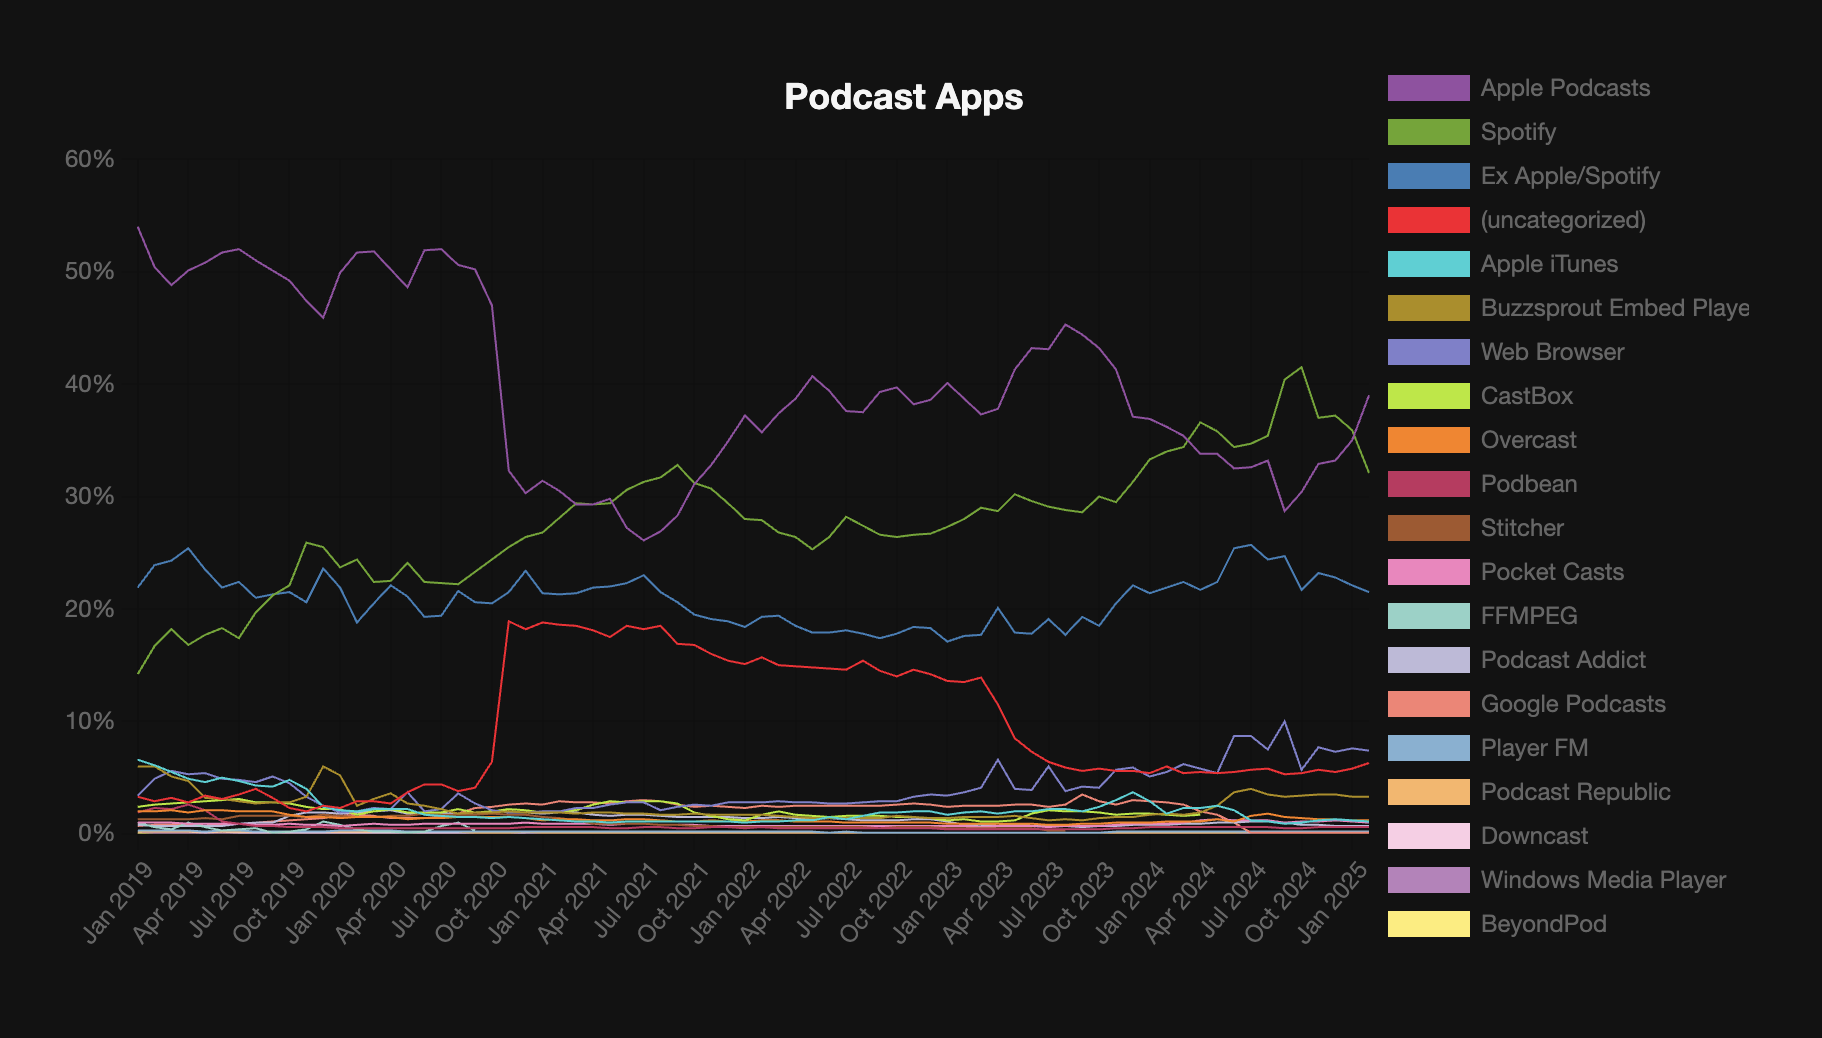 Podcast Apps
60%
50%
40%
30%
20%
10%
0%
Jan 2019
Apr 2019
Jul 2019
Oct 2019
Jan 2020
Apr 2020
Jul 2020
Oct 2020
Jan 2021
Apr 2021
Jul 2021
Oct 2021
Jan 2022
Apr 2022
Jul 2022
Oct 2022
Jan 2023
Apr 2023
Jul 2023
Oct 2023
Jan 2024
Apr 2024
Jul 2024
Oct 2024
Jan 2025
Apple Podcasts
Spotify
Ex Apple/Spotify
(uncategorized)
Apple iTunes
Buzzsprout Embed Playe
Web Browser
CastBox
Overcast
Podbean
Stitcher
Pocket Casts
FFMPEG
Podcast Addict
Google Podcasts
Player FM
Podcast Republic
Downcast
Windows Media Player
BeyondPod